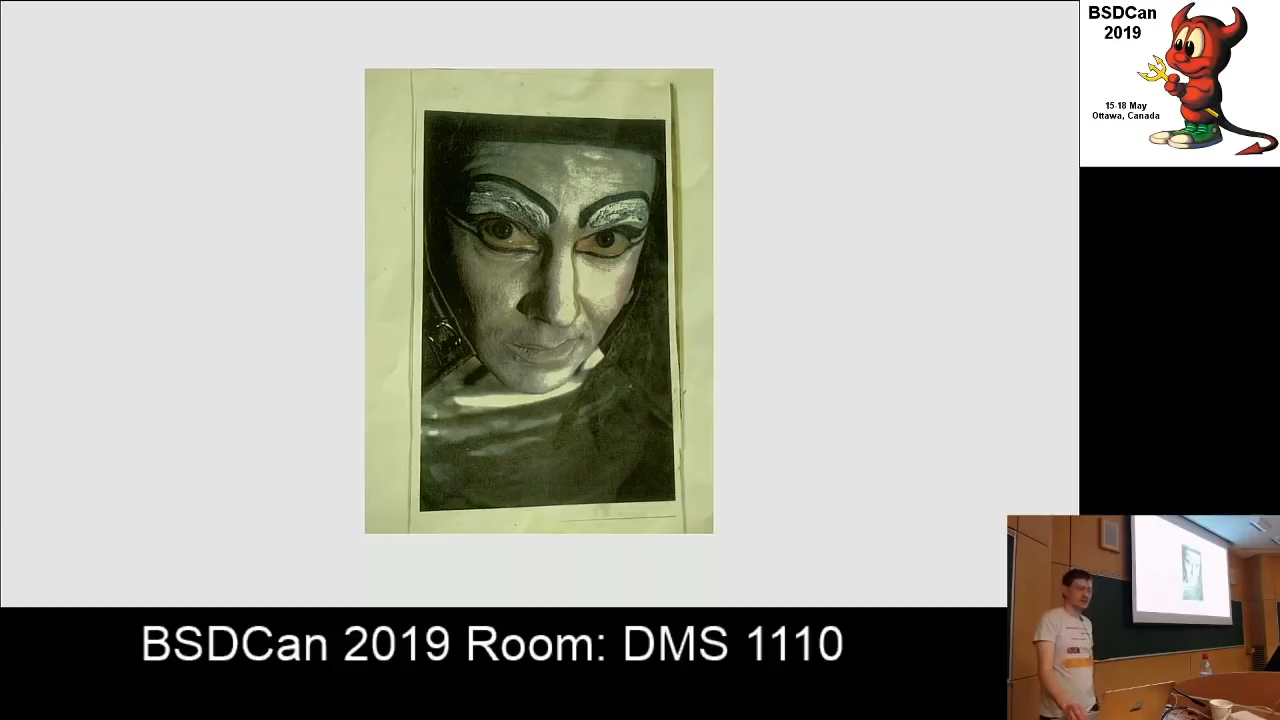 BSDCan
2019
15-18 May
Ottawa, Canada
BSDCan 2019 Room: DMS 1110